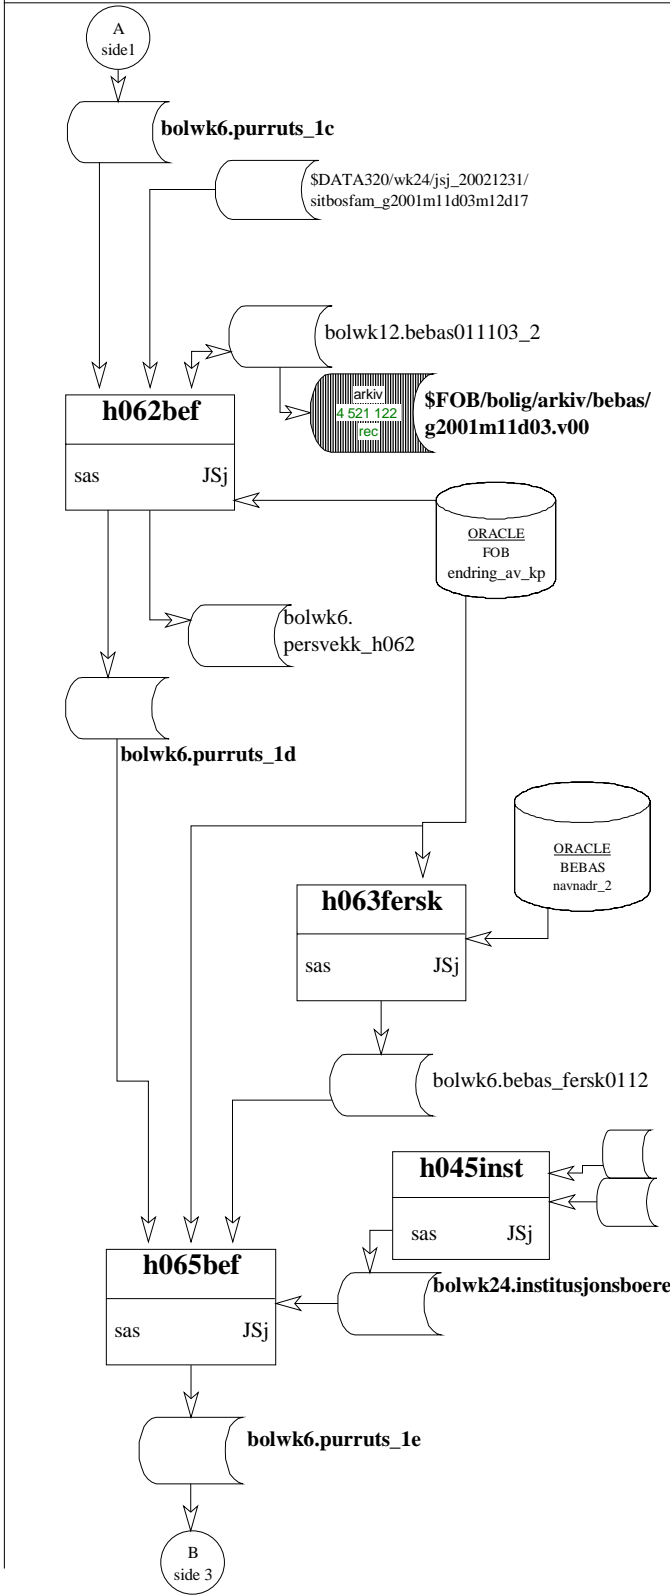 A
side1
bolwk6.purruts_1c
$DATA320/wk24/jsj_20021231/
sitbosfam_g2001m11d03m12d17
bolwk12.bebas011103_2
arkiv
4 521 122
rec
$FOB/bolig/arkiv/bebas/
g2001m11d03.v00
h062bef
sas JSj
ORACLE
FOB
endring_av_kp
bolwk6.
persvekk_h062
bolwk6.purruts_1d
ORACLE
BEBAS
navnadr_2
h063fersk
sas JSj
bolwk6.bebas_fersk0112
h045inst
sas JSj
bolwk24.institusjonsboere
h065bef
sas JSj
bolwk6.purruts_1e
B
side 3